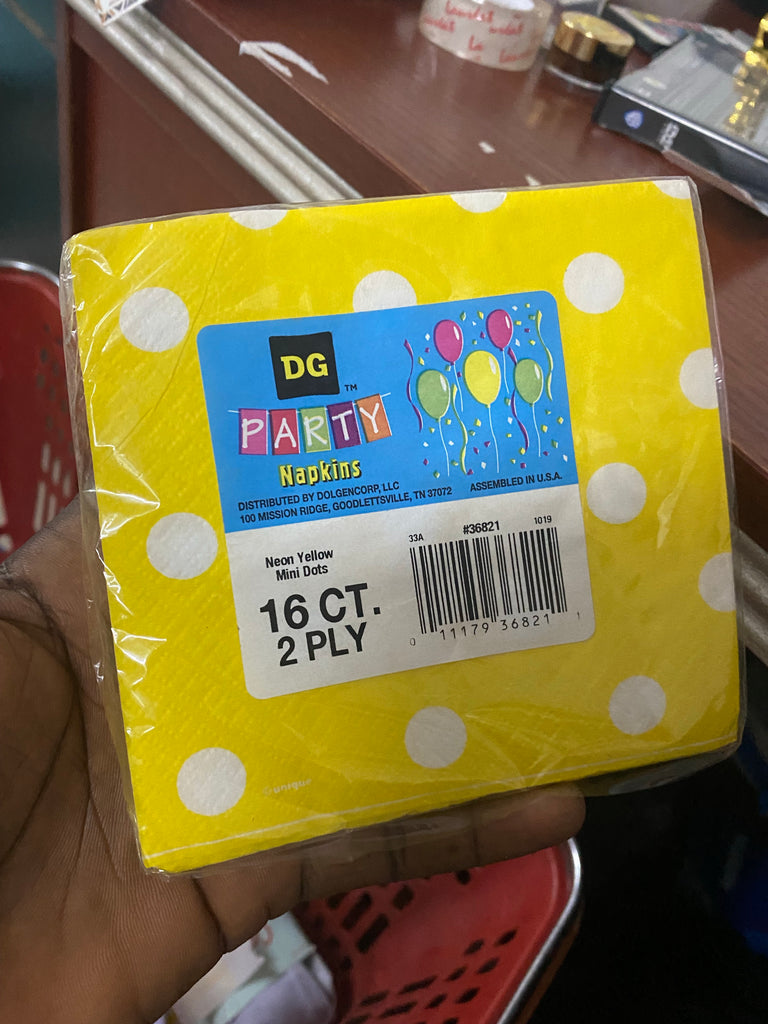 DG
TM
PARTY
Napkins
DISTRIBUTED BY DOLGENCORP, LLC
100 MISSION RIDGE, GOODLETTSVILLE, TN 37072
ASSEMBLED IN U.S.A.
Neon Yellow
Mini Dots
16 CT.
2 PLY
33A
#36821
1019
0 11179 36821 1
unique